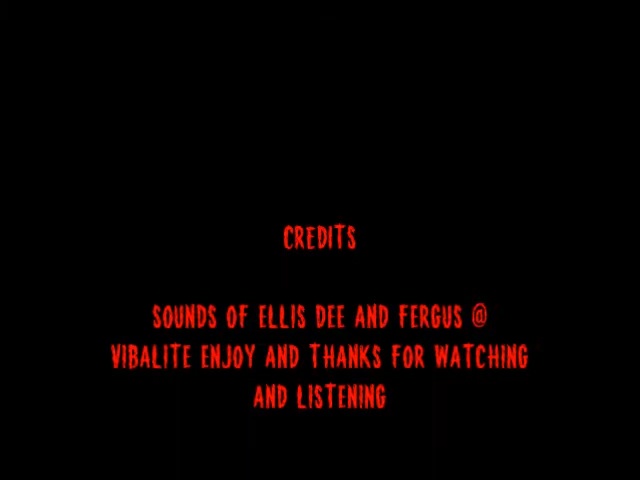 CREDITS
SOUNDS OF ELLIS DEE AND FERGUS @
VIBALITE ENJOY AND THANKS FOR WATCHING
AND LISTENING